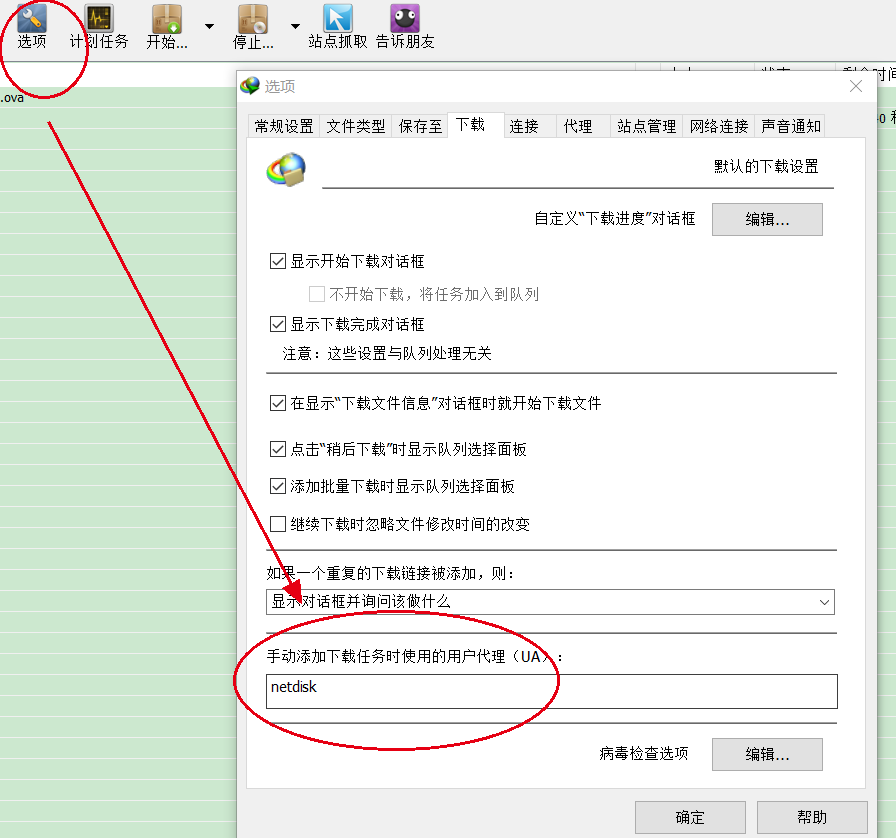 选项 计划任务 开始... 停止... 站点抓取 告诉朋友
.ova
选项
常规设置 文件类型 保存至 下载 连接 代理 站点管理 网络连接 声音通知
默认的下载设置
自定义“下载进度”对话框 编辑...
显示开始下载对话框
不开始下载，将任务加入到队列
显示下载完成对话框
注意：这些设置与队列处理无关
在显示“下载文件信息”对话框时就开始下载文件
点击“稍后下载”时显示队列选择面板
添加批量下载时显示队列选择面板
继续下载时忽略文件修改时间的改变
如果一个重复的下载链接被添加，则：
显示对话框并询问该做什么
手动添加下载任务时使用的用户代理（UA）：
netdisk
病毒检查选项 编辑...
确定 帮助